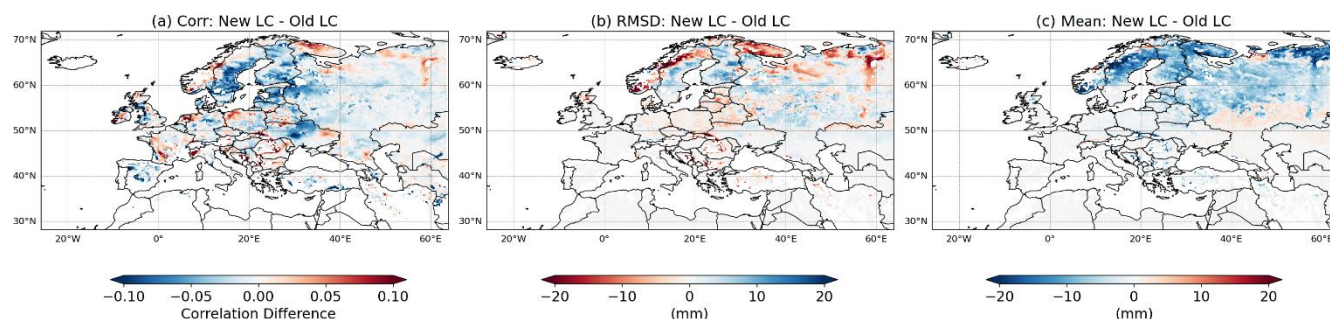 (a) Corr: New LC - Old LC
(b) RMSD: New LC - Old LC
(c) Mean: New LC - Old LC
70°N
60°N
50°N
40°N
30°N
20°W 0° 20°E 40°E 60°E
70°N
60°N
50°N
40°N
30°N
20°W 0° 20°E 40°E 60°E
70°N
60°N
50°N
40°N
30°N
20°W 0° 20°E 40°E 60°E
−0.10 −0.05 0.00 0.05 0.10
Correlation Difference
−20 −10 0 10 20
(mm)
−20 −10 0 10 20
(mm)